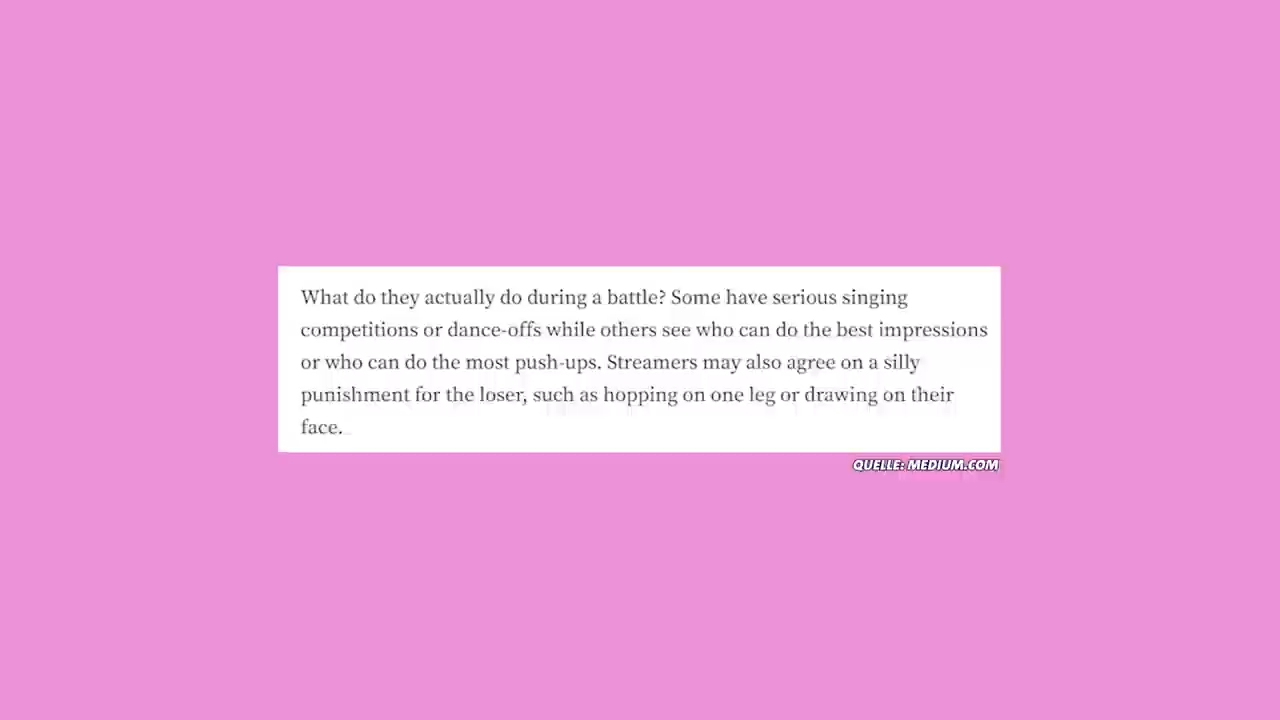 What do they actually do during a battle? Some have serious singing
competitions or dance-offs while others see who can do the best impressions
or who can do the most push-ups. Streamers may also agree on a silly
punishment for the loser, such as hopping on one leg or drawing on their
face.
QUELLE: MEDIUM.COM